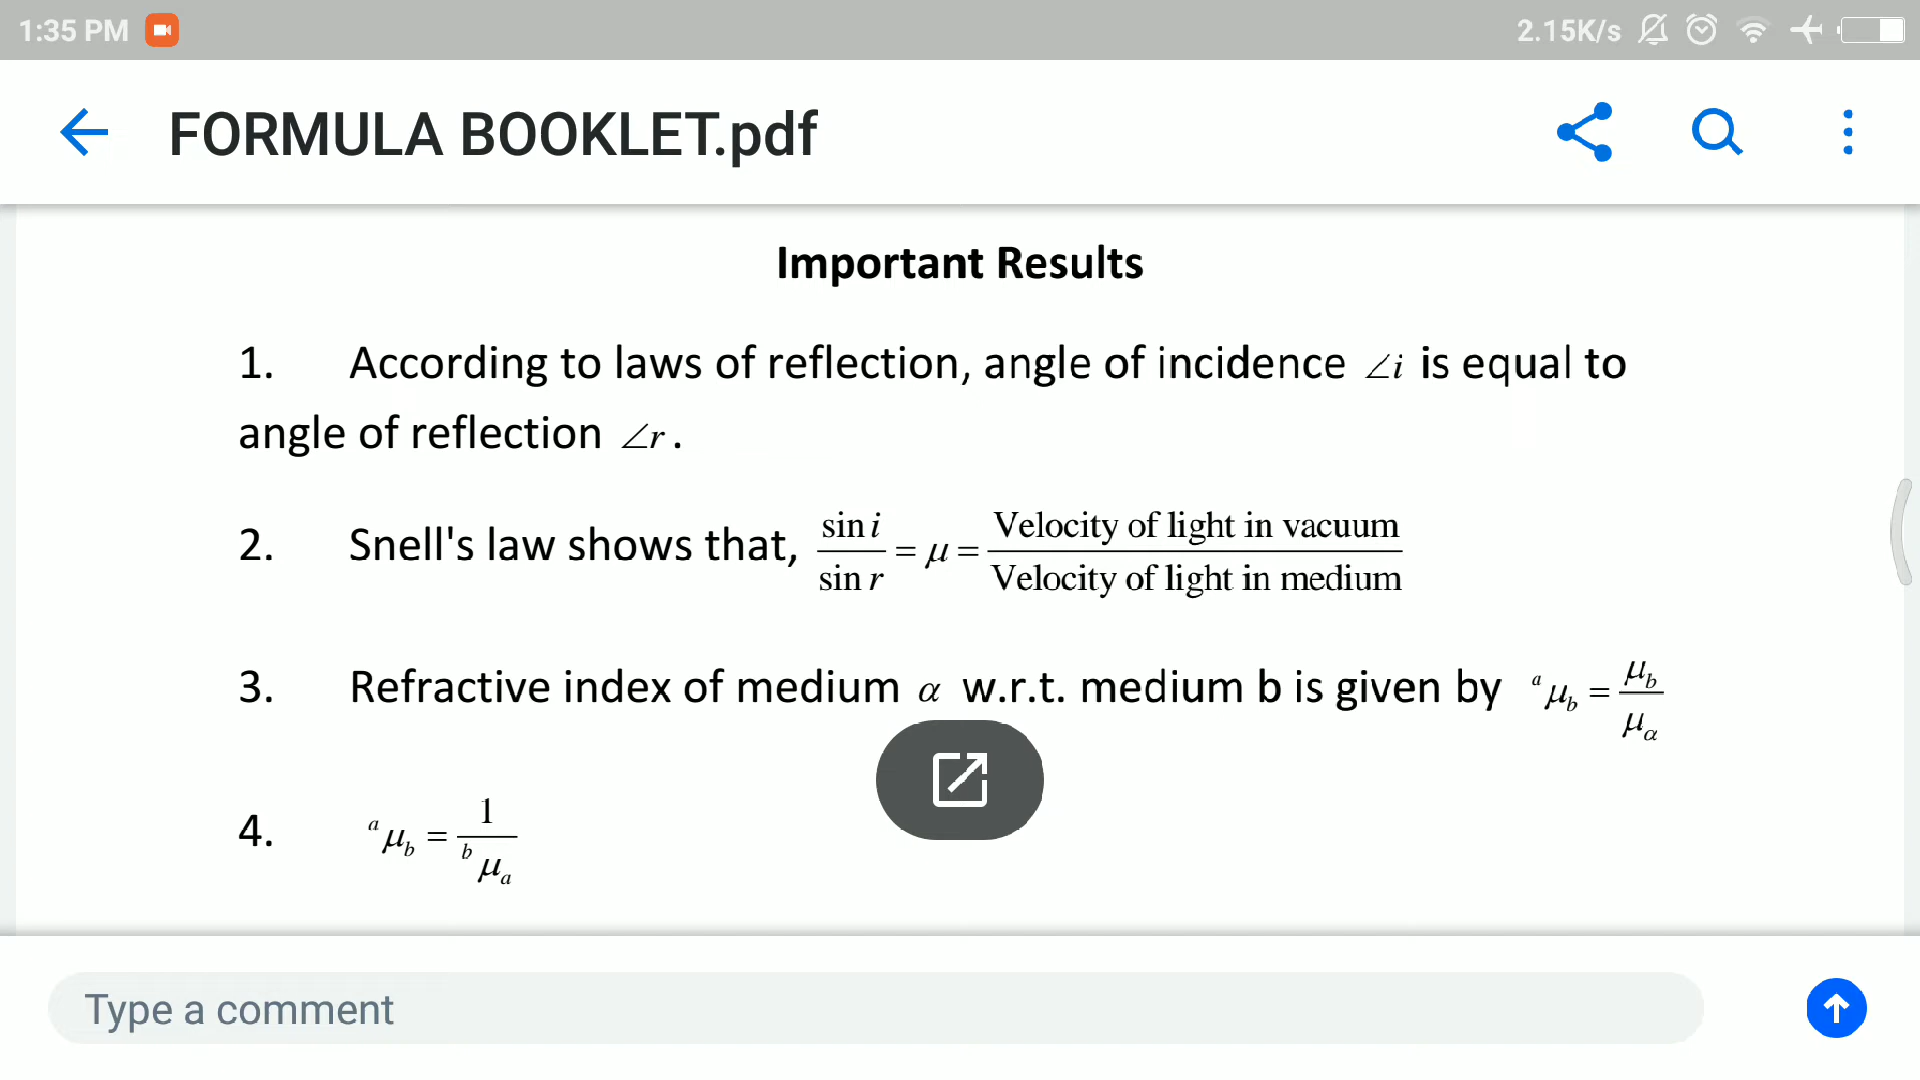 1:35 PM 2.15K/s
FORMULA BOOKLET.pdf
Important Results
1. According to laws of reflection, angle of incidence ∠i is equal to
angle of reflection ∠r.
2. Snell's law shows that, sin i / sin r = μ = Velocity of light in vacuum / Velocity of light in medium
3. Refractive index of medium α w.r.t. medium b is given by ᵃμ_b = μ_b / μ_α
4. ᵃμ_b = 1 / ᵇμ_a
Type a comment